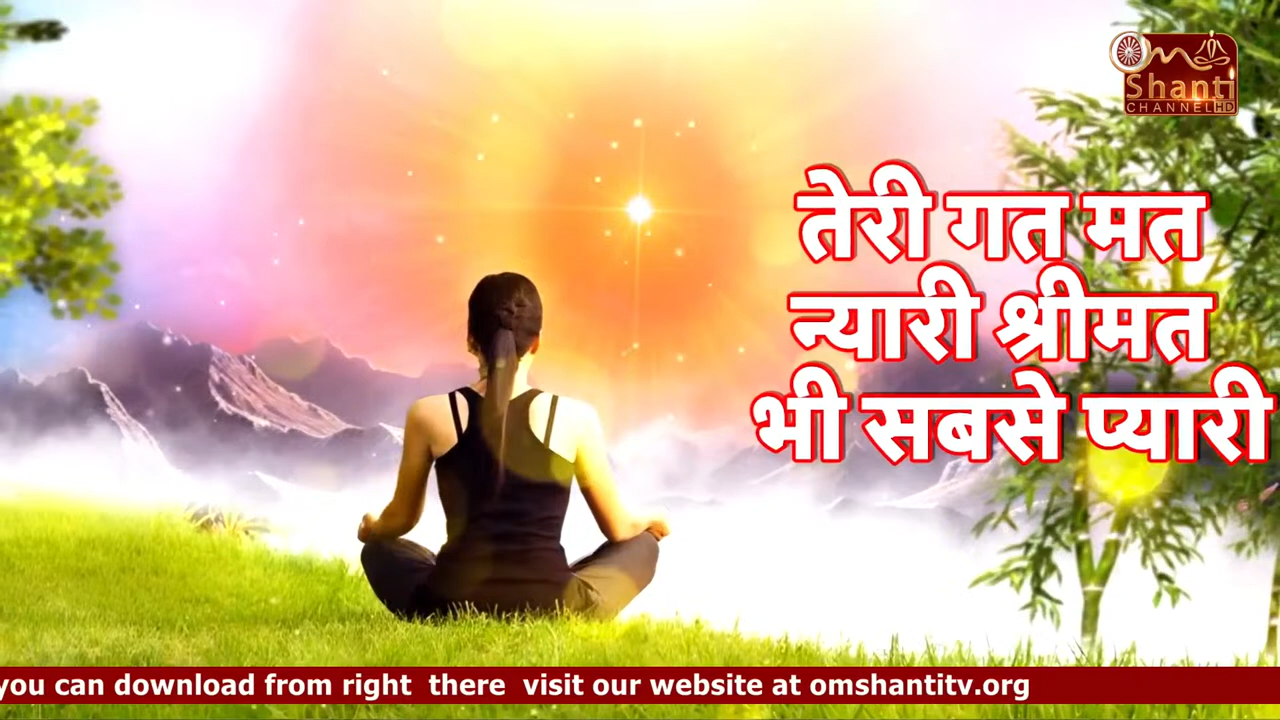 Om
Shanti
CHANNEL HD
तेरी गत मत
न्यारी श्रीमत
भी सबसे प्यारी
you can download from right there visit our website at omshantitv.org